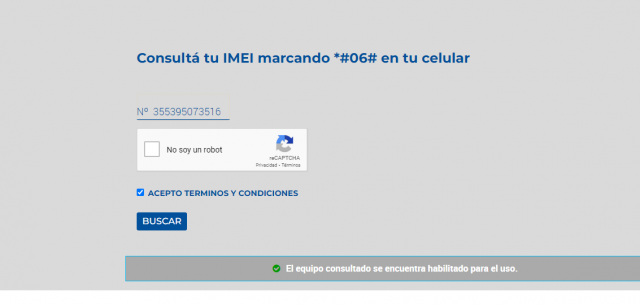 Consultá tu IMEI marcando *#06# en tu celular
Nº 355395073516
No soy un robot
reCAPTCHA
Privacidad - Términos
ACEPTO TERMINOS Y CONDICIONES
BUSCAR
El equipo consultado se encuentra habilitado para el uso.